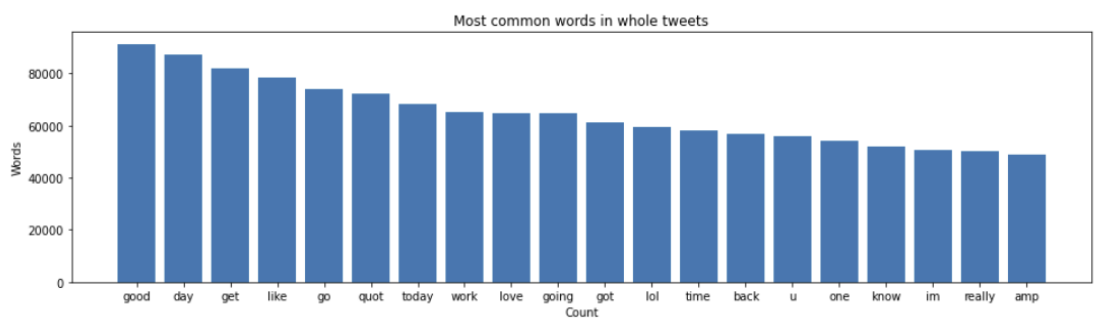 Most common words in whole tweets
Words
80000
60000
40000
20000
0
good day get like go quot today work love going got lol time back u one know im really amp
Count